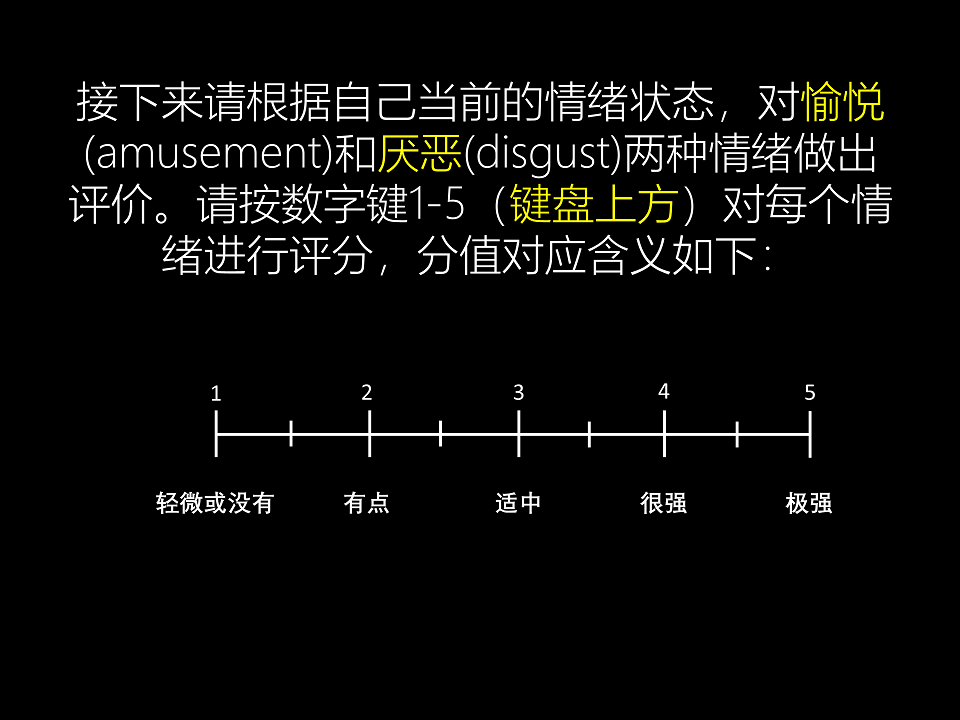 接下来请根据自己当前的情绪状态，对愉悦
(amusement)和厌恶(disgust)两种情绪做出
评价。请按数字键1-5（键盘上方）对每个情
绪进行评分，分值对应含义如下：
1 2 3 4 5
轻微或没有 有点 适中 很强 极强